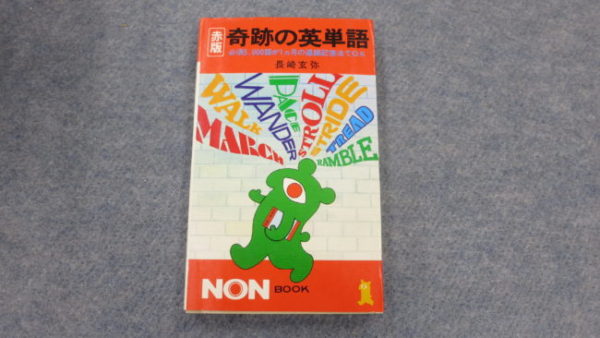 赤版
奇跡の英単語
長崎玄弥
WALK
MARCH
WANDER
PACE
STROLL
STRIDE
TREAD
RAMBLE
NON BOOK